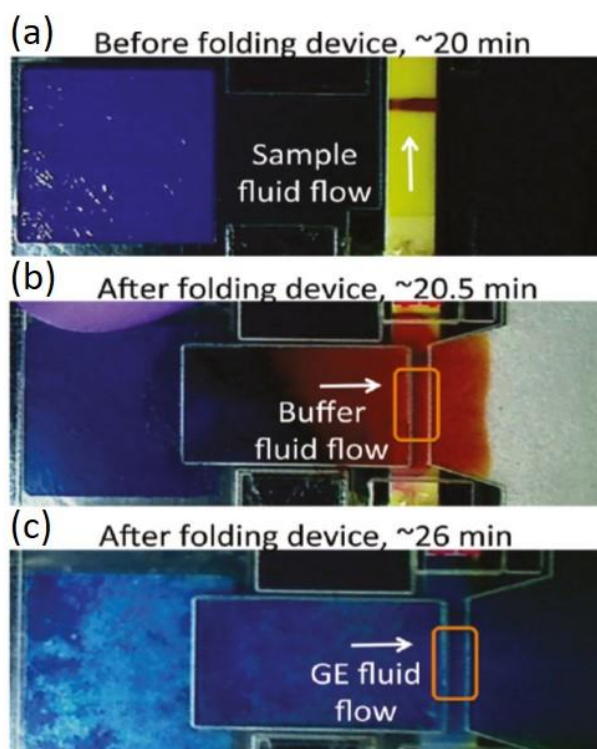 (a)
Before folding device, ~20 min
Sample
fluid flow
(b)
After folding device, ~20.5 min
Buffer
fluid flow
(c)
After folding device, ~26 min
GE fluid
flow